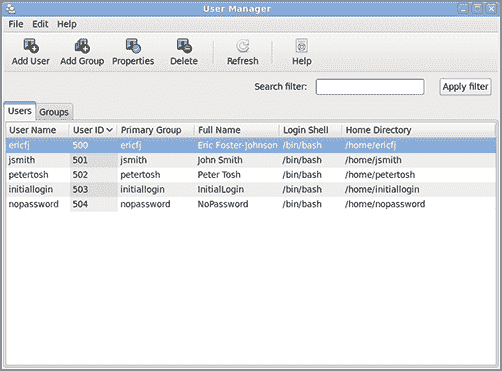 User Manager
File Edit Help
Add User Add Group Properties Delete Refresh Help
Search filter: Apply filter
Users Groups
User Name User ID Primary Group Full Name Login Shell Home Directory
ericfj 500 ericfj Eric Foster-Johnson /bin/bash /home/ericfj
jsmith 501 jsmith John Smith /bin/bash /home/jsmith
petertosh 502 petertosh Peter Tosh /bin/bash /home/petertosh
initiallogin 503 initiallogin InitialLogin /bin/bash /home/initiallogin
nopassword 504 nopassword NoPassword /bin/bash /home/nopassword